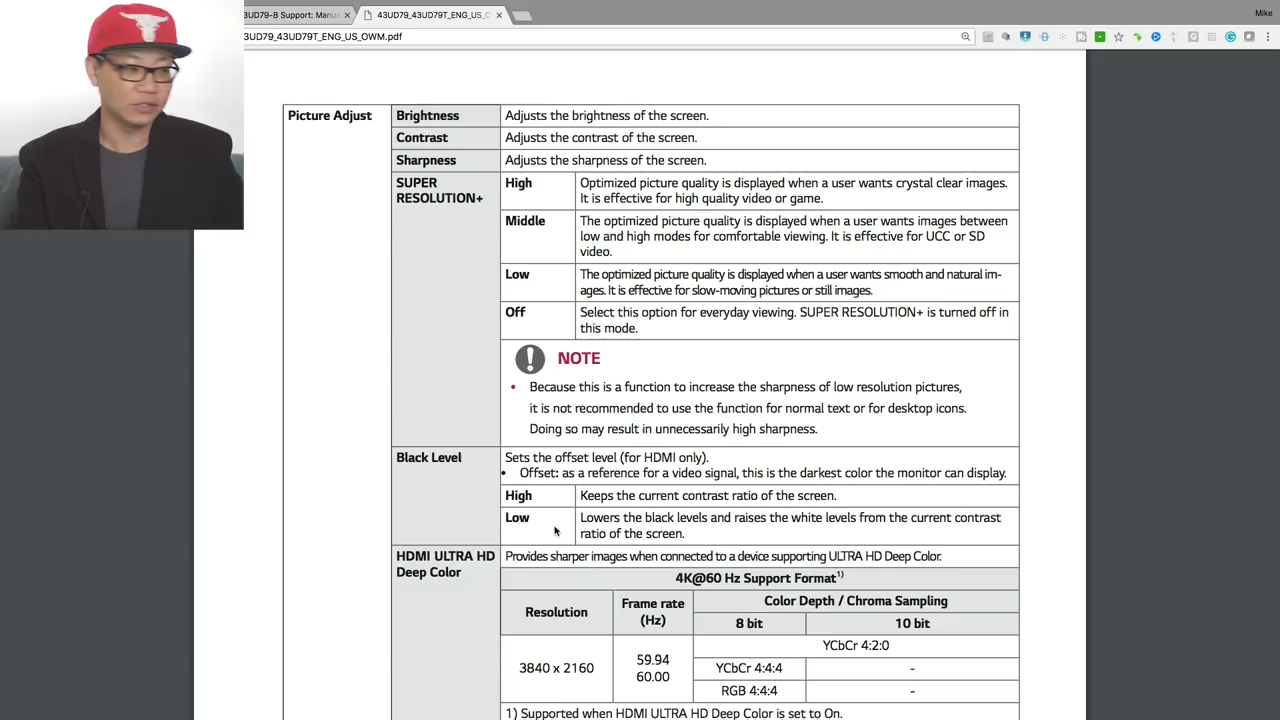 43UD79-B Support: Manua
43UD79_43UD79T_ENG_US_O
Mike
43UD79_43UD79T_ENG_US_OWM.pdf
Picture Adjust
Brightness
Adjusts the brightness of the screen.
Contrast
Adjusts the contrast of the screen.
Sharpness
Adjusts the sharpness of the screen.
SUPER
RESOLUTION+
High
Optimized picture quality is displayed when a user wants crystal clear images.
It is effective for high quality video or game.
Middle
The optimized picture quality is displayed when a user wants images between
low and high modes for comfortable viewing. It is effective for UCC or SD
video.
Low
The optimized picture quality is displayed when a user wants smooth and natural im-
ages. It is effective for slow-moving pictures or still images.
Off
Select this option for everyday viewing. SUPER RESOLUTION+ is turned off in
this mode.
NOTE
• Because this is a function to increase the sharpness of low resolution pictures,
it is not recommended to use the function for normal text or for desktop icons.
Doing so may result in unnecessarily high sharpness.
Black Level
Sets the offset level (for HDMI only).
• Offset: as a reference for a video signal, this is the darkest color the monitor can display.
High
Keeps the current contrast ratio of the screen.
Low
Lowers the black levels and raises the white levels from the current contrast
ratio of the screen.
HDMI ULTRA HD
Deep Color
Provides sharper images when connected to a device supporting ULTRA HD Deep Color.
4K@60 Hz Support Format1)
Resolution
Frame rate
(Hz)
Color Depth / Chroma Sampling
8 bit
10 bit
3840 x 2160
59.94
60.00
YCbCr 4:2:0
YCbCr 4:4:4
-
RGB 4:4:4
-
1) Supported when HDMI ULTRA HD Deep Color is set to On.